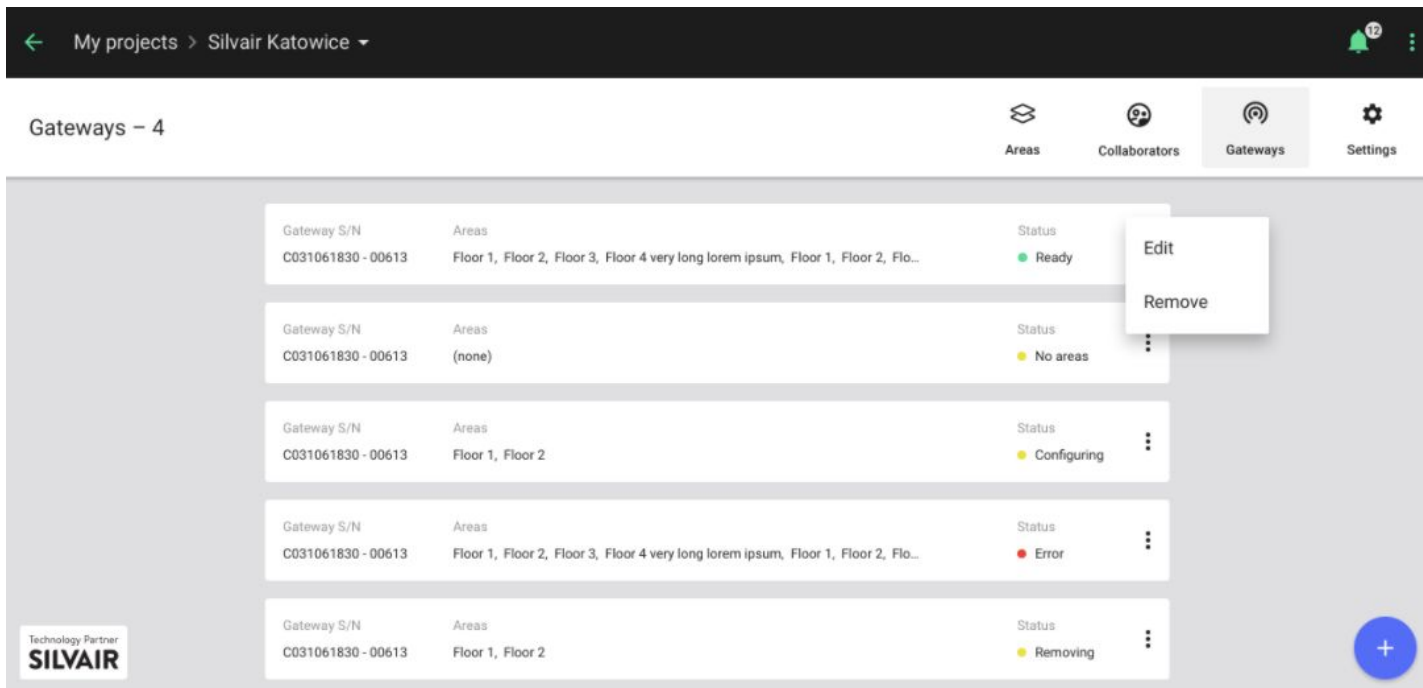 My projects > Silvair Katowice
12
Gateways – 4
Areas
Collaborators
Gateways
Settings
Gateway S/N Areas Status
C031061830 - 00613 Floor 1, Floor 2, Floor 3, Floor 4 very long lorem ipsum, Floor 1, Floor 2, Flo... Ready
Edit
Remove
Gateway S/N Areas Status
C031061830 - 00613 (none) No areas
Gateway S/N Areas Status
C031061830 - 00613 Floor 1, Floor 2 Configuring
Gateway S/N Areas Status
C031061830 - 00613 Floor 1, Floor 2, Floor 3, Floor 4 very long lorem ipsum, Floor 1, Floor 2, Flo... Error
Gateway S/N Areas Status
C031061830 - 00613 Floor 1, Floor 2 Removing
Technology Partner
SILVAIR